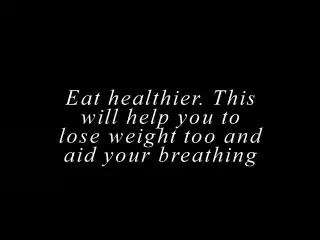 Eat healthier. This
will help you to
lose weight too and
aid your breathing